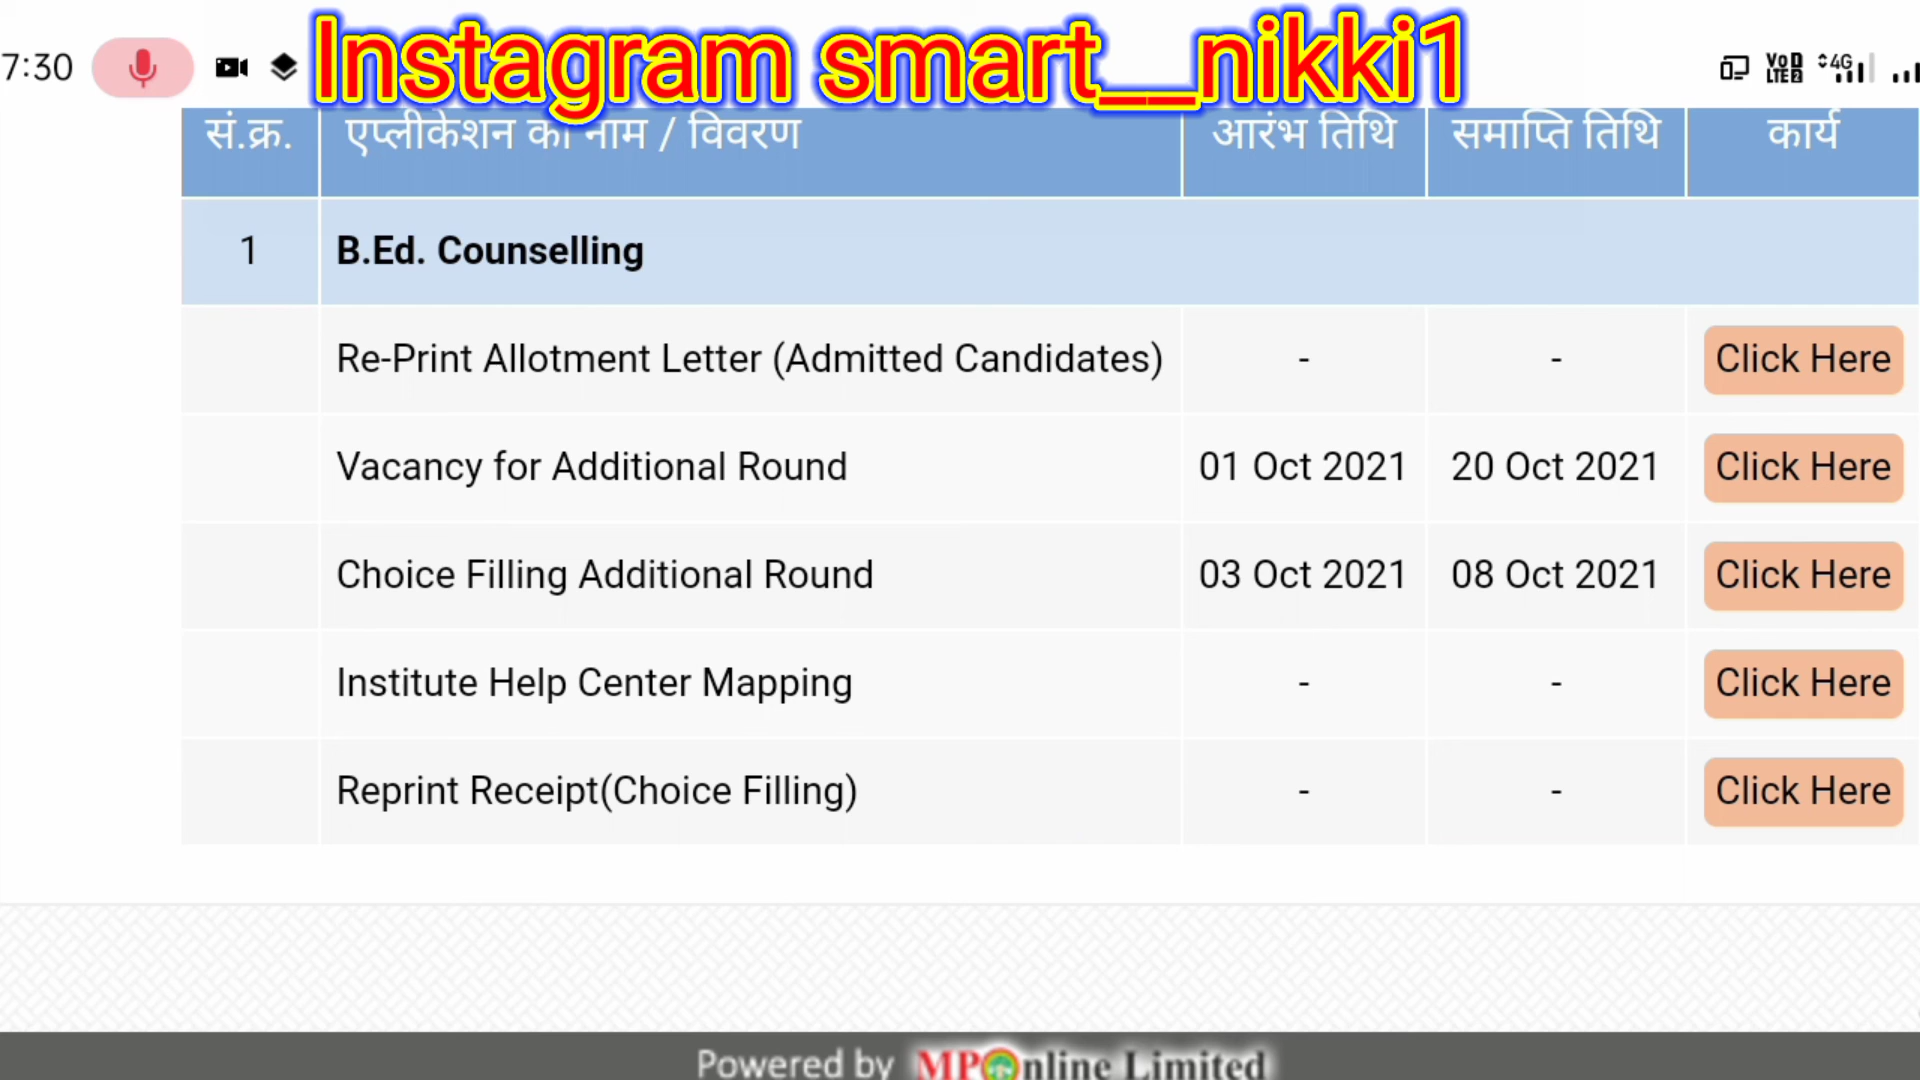 7:30 Instagram smart__nikki1 VoD LTE2 4G
सं.क्र. एप्लीकेशन का नाम / विवरण आरंभ तिथि समाप्ति तिथि कार्य
1 B.Ed. Counselling
Re-Print Allotment Letter (Admitted Candidates) - - Click Here
Vacancy for Additional Round 01 Oct 2021 20 Oct 2021 Click Here
Choice Filling Additional Round 03 Oct 2021 08 Oct 2021 Click Here
Institute Help Center Mapping - - Click Here
Reprint Receipt(Choice Filling) - - Click Here
Powered by MPOnline Limited